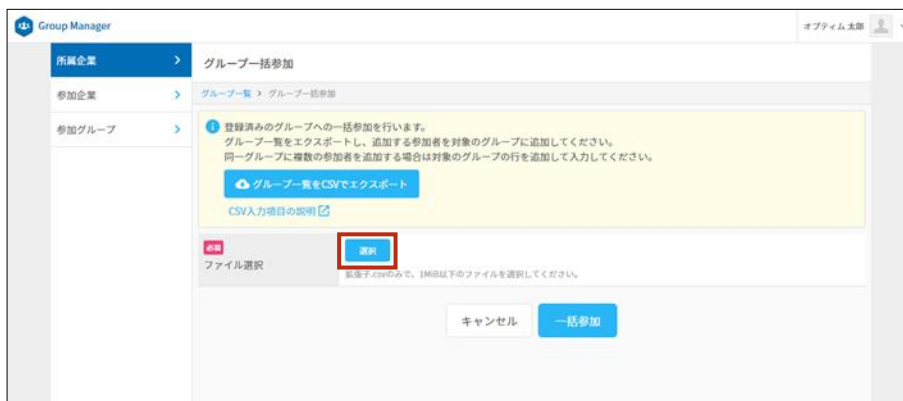 Group Manager
オプティム 太郎
所属企業
グループ一括参加
参加企業
グループ一覧 > グループ一括参加
参加グループ
登録済みのグループへの一括参加を行います。
グループ一覧をエクスポートし、追加する参加者を対象のグループに追加してください。
同一グループに複数の参加者を追加する場合は対象のグループの行を追加して入力してください。
グループ一覧をCSVでエクスポート
CSV入力項目の説明
必須
ファイル選択
選択
拡張子.csvのみで、1MiB以下のファイルを選択してください。
キャンセル
一括参加